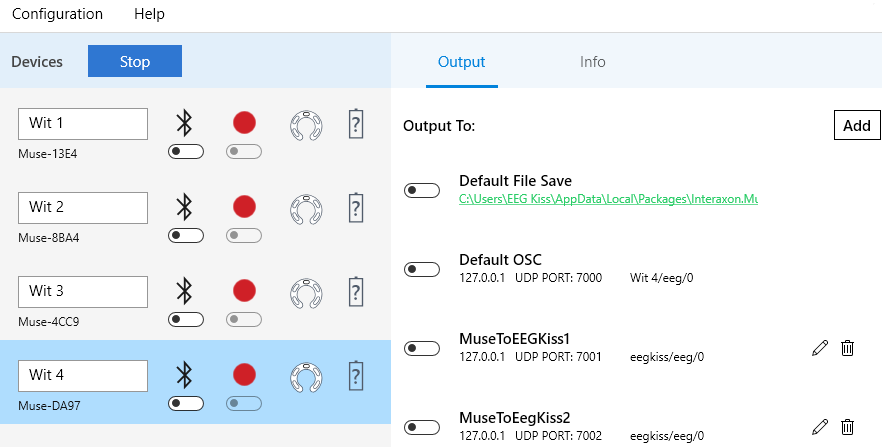 Configuration Help
Devices Stop
Output Info
Wit 1
Muse-13E4
?
Wit 2
Muse-8BA4
?
Wit 3
Muse-4CC9
?
Wit 4
Muse-DA97
?
Output To: Add
Default File Save
C:\Users\EEG Kiss\AppData\Local\Packages\Interaxon.Mu
Default OSC
127.0.0.1 UDP PORT: 7000 Wit 4/eeg/0
MuseToEEGKiss1
127.0.0.1 UDP PORT: 7001 eegkiss/eeg/0
MuseToEegKiss2
127.0.0.1 UDP PORT: 7002 eegkiss/eeg/0